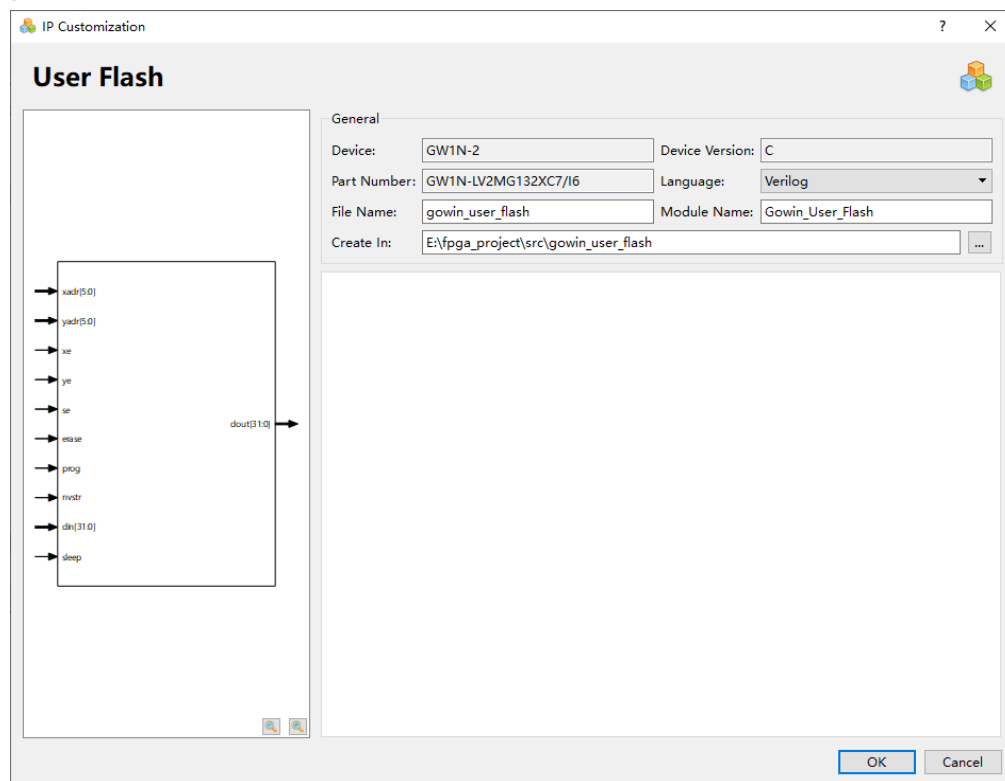 IP Customization
User Flash
General
Device: GW1N-2 Device Version: C
Part Number: GW1N-LV2MG132XC7/I6 Language: Verilog
File Name: gowin_user_flash Module Name: Gowin_User_Flash
Create In: E:\fpga_project\src\gowin_user_flash ...
xadr[5:0]
yadr[5:0]
xe
ye
se
dout[31:0]
erase
prog
nvstr
din[31:0]
sleep
OK Cancel